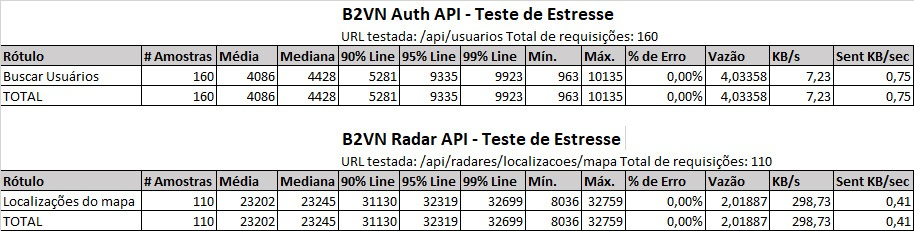 B2VN Auth API - Teste de Estresse
URL testada: /api/usuarios Total de requisições: 160
Rótulo # Amostras Média Mediana 90% Line 95% Line 99% Line Mín. Máx. % de Erro Vazão KB/s Sent KB/sec
Buscar Usuários 160 4086 4428 5281 9335 9923 963 10135 0,00% 4,03358 7,23 0,75
TOTAL 160 4086 4428 5281 9335 9923 963 10135 0,00% 4,03358 7,23 0,75
B2VN Radar API - Teste de Estresse
URL testada: /api/radares/localizacoes/mapa Total de requisições: 110
Rótulo # Amostras Média Mediana 90% Line 95% Line 99% Line Mín. Máx. % de Erro Vazão KB/s Sent KB/sec
Localizações do mapa 110 23202 23245 31130 32319 32699 8036 32759 0,00% 2,01887 298,73 0,41
TOTAL 110 23202 23245 31130 32319 32699 8036 32759 0,00% 2,01887 298,73 0,41